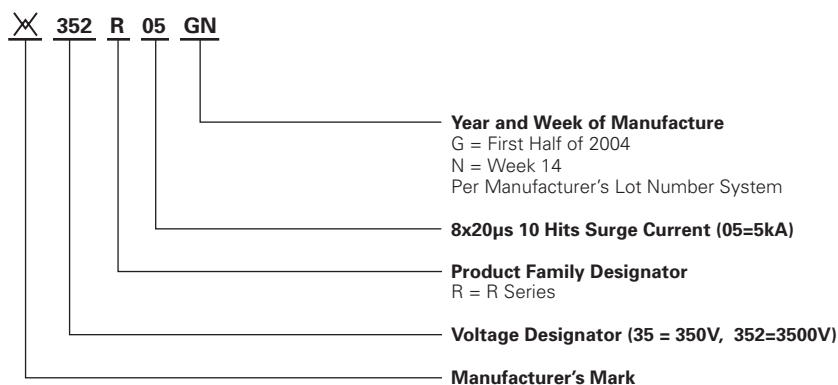 352 R 05 GN
Year and Week of Manufacture
G = First Half of 2004
N = Week 14
Per Manufacturer's Lot Number System
8x20µs 10 Hits Surge Current (05=5kA)
Product Family Designator
R = R Series
Voltage Designator (35 = 350V, 352=3500V)
Manufacturer's Mark